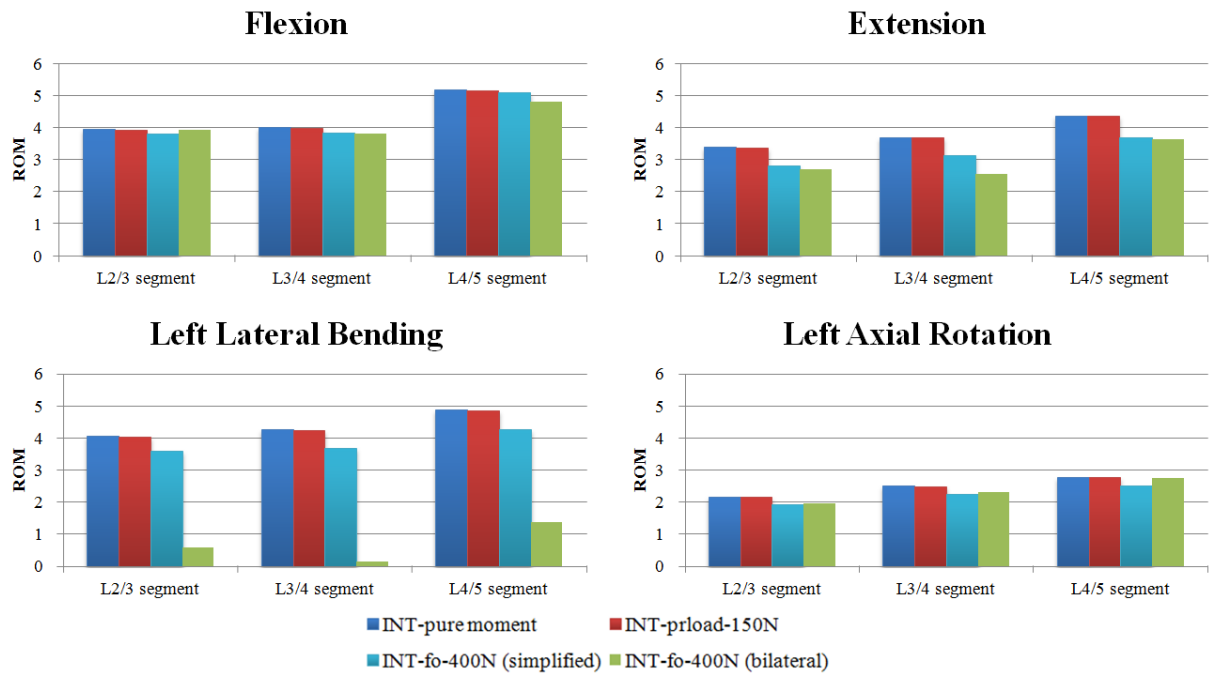 Flexion
6
5
4
3
2
1
0
ROM
L2/3 segment L3/4 segment L4/5 segment
Extension
6
5
4
3
2
1
0
ROM
L2/3 segment L3/4 segment L4/5 segment
Left Lateral Bending
6
5
4
3
2
1
0
ROM
L2/3 segment L3/4 segment L4/5 segment
Left Axial Rotation
6
5
4
3
2
1
0
ROM
L2/3 segment L3/4 segment L4/5 segment
INT-pure moment INT-prload-150N
INT-fo-400N (simplified) INT-fo-400N (bilateral)